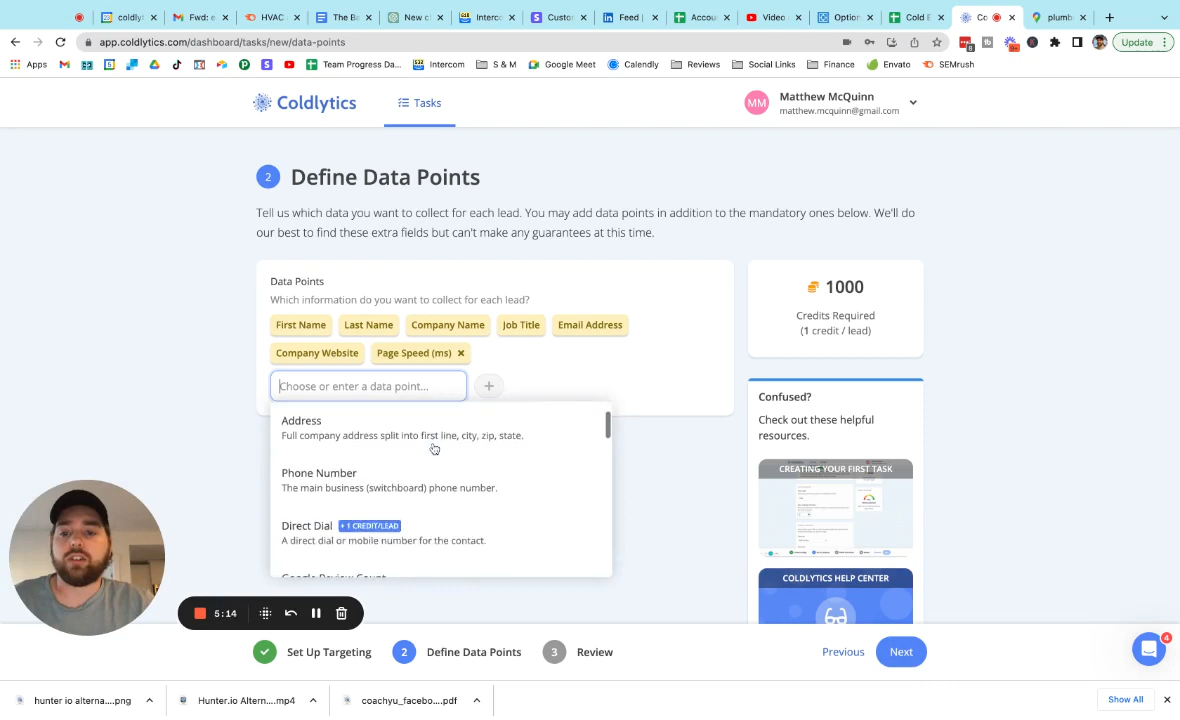 coldly
Fwd: e
HVAC
The Ba
New c
Interco
Custo
Feed |
Accou
Video
Option
Cold E
Co
plumb
app.coldlytics.com/dashboard/tasks/new/data-points
Update
Apps
Team Progress Da...
Intercom
S & M
Google Meet
Calendly
Reviews
Social Links
Finance
Envato
SEMrush
Coldlytics
Tasks
MM
Matthew McQuinn
matthew.mcquinn@gmail.com
2 Define Data Points
Tell us which data you want to collect for each lead. You may add data points in addition to the mandatory ones below. We'll do
our best to find these extra fields but can't make any guarantees at this time.
Data Points
Which information do you want to collect for each lead?
First Name Last Name Company Name Job Title Email Address
Company Website Page Speed (ms) ×
Choose or enter a data point...
Address
Full company address split into first line, city, zip, state.
Phone Number
The main business (switchboard) phone number.
Direct Dial + 1 CREDIT/LEAD
A direct dial or mobile number for the contact.
Google Review Count
1000
Credits Required
(1 credit / lead)
Confused?
Check out these helpful
resources.
CREATING YOUR FIRST TASK
COLDLYTICS HELP CENTER
5:14
Set Up Targeting
2 Define Data Points
3 Review
Previous
Next
4
hunter io alterna....png
Hunter.io Altern....mp4
coachyu_facebo....pdf
Show All